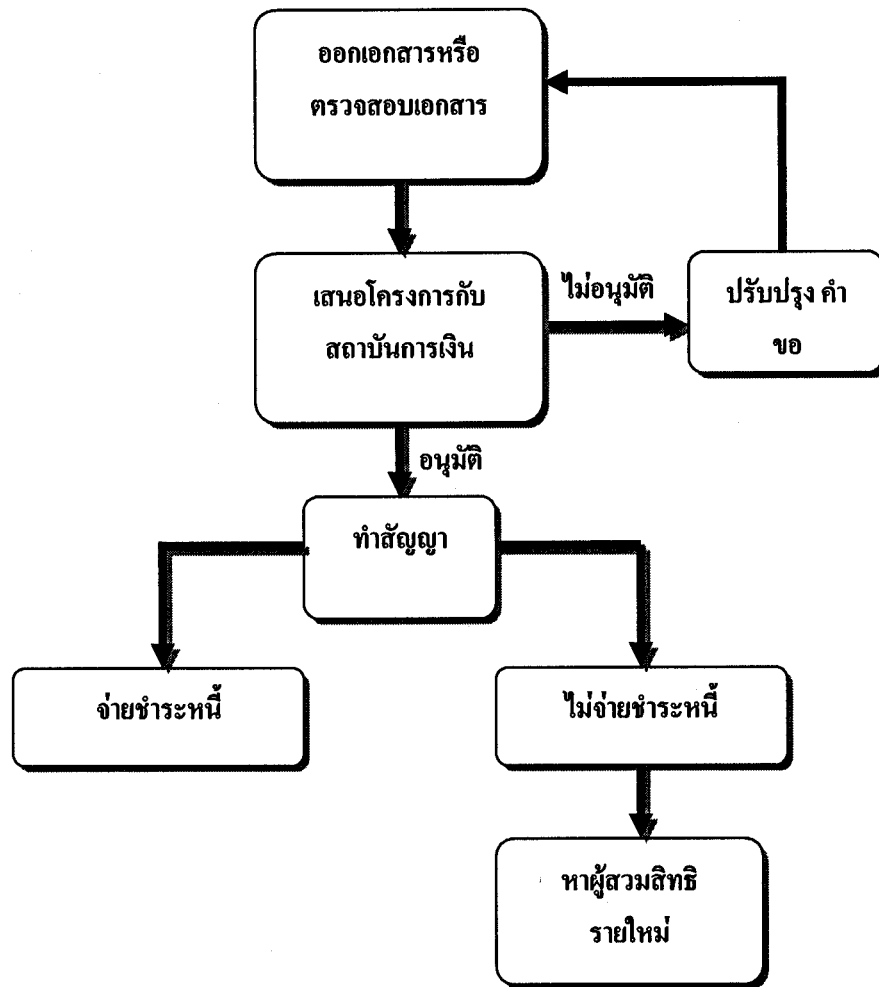 ออกเอกสารหรือ
ตรวจสอบเอกสาร
เสนอโครงการกับ
สถาบันการเงิน
ไม่อนุมัติ
ปรับปรุง คำ
ขอ
อนุมัติ
ทำสัญญา
จ่ายชำระหนี้
ไม่จ่ายชำระหนี้
หาผู้สวมสิทธิ
รายใหม่